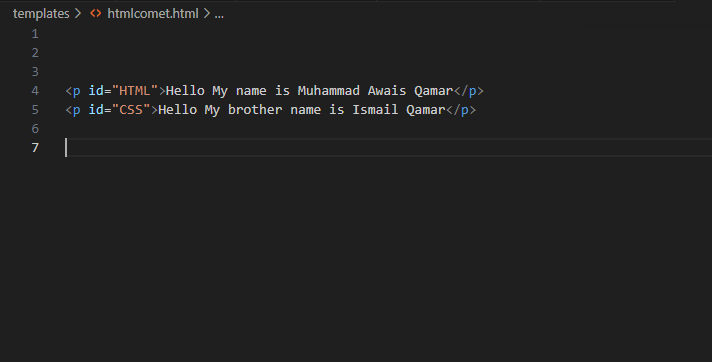 templates > <> htmlcomet.html > ...
1
2
3
4 <p id="HTML">Hello My name is Muhammad Awais Qamar</p>
5 <p id="CSS">Hello My brother name is Ismail Qamar</p>
6
7